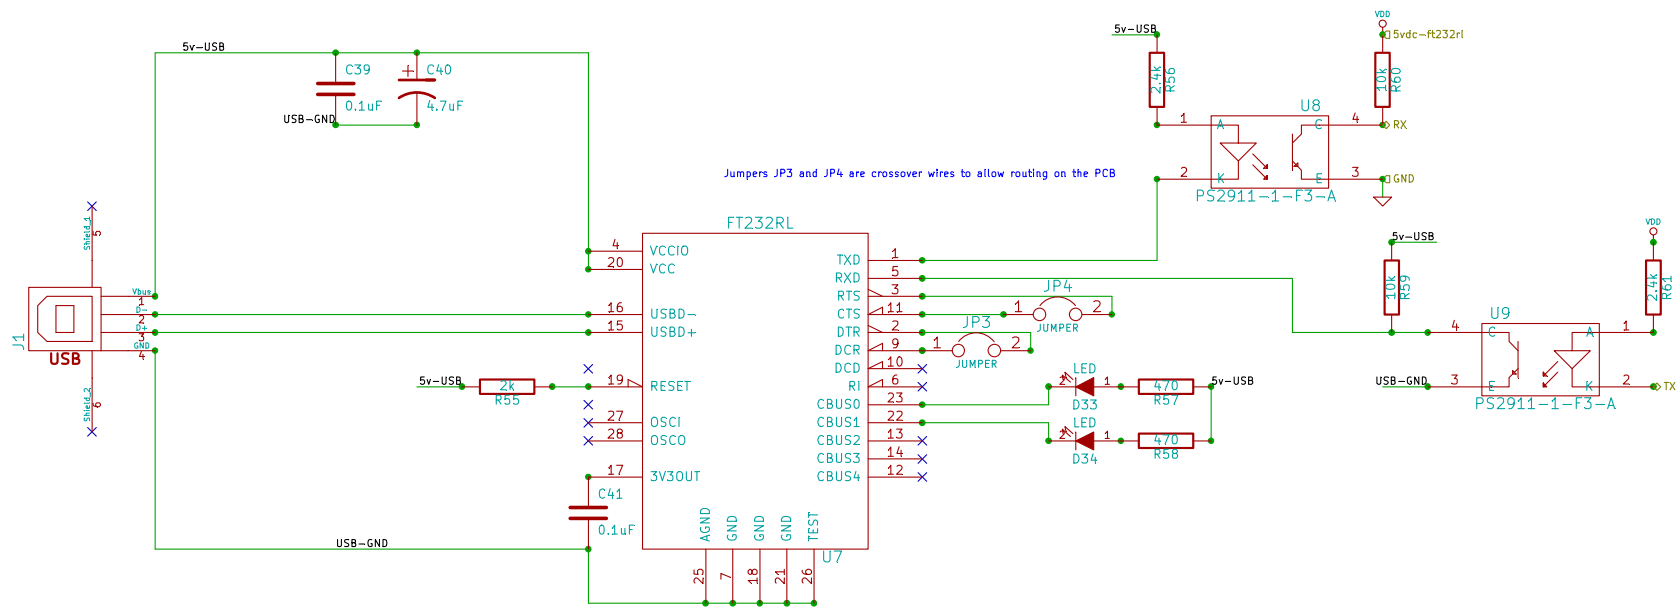 5v-USB
C39
0.1uF
C40
4.7uF
USB-GND
5v-USB
2.4k
R56
VDD
5vdc-ft232rl
10k
R60
U8
1
A
C
4
RX
2
K
E
3
GND
PS2911-1-F3-A
Jumpers JP3 and JP4 are crossover wires to allow routing on the PCB
Shield_1
5
J1
USB
Vbus
1
D-
2
D+
3
GND
4
Shield_2
6
FT232RL
4
VCCIO
20
VCC
16
USBD-
15
USBD+
19
RESET
27
OSCI
28
OSCO
17
3V3OUT
TXD
1
RXD
5
RTS
3
CTS
11
DTR
2
DCR
9
DCD
10
RI
6
CBUS0
23
CBUS1
22
CBUS2
13
CBUS3
14
CBUS4
12
AGND
GND
GND
GND
TEST
25
7
18
21
26
U7
5v-USB
2k
R55
C41
0.1uF
USB-GND
JP4
1
2
JUMPER
JP3
1
2
JUMPER
LED
2
1
D33
470
R57
5v-USB
LED
2
1
D34
470
R58
5v-USB
10k
R59
VDD
2.4k
R61
U9
4
C
A
1
USB-GND
3
E
K
2
TX
PS2911-1-F3-A